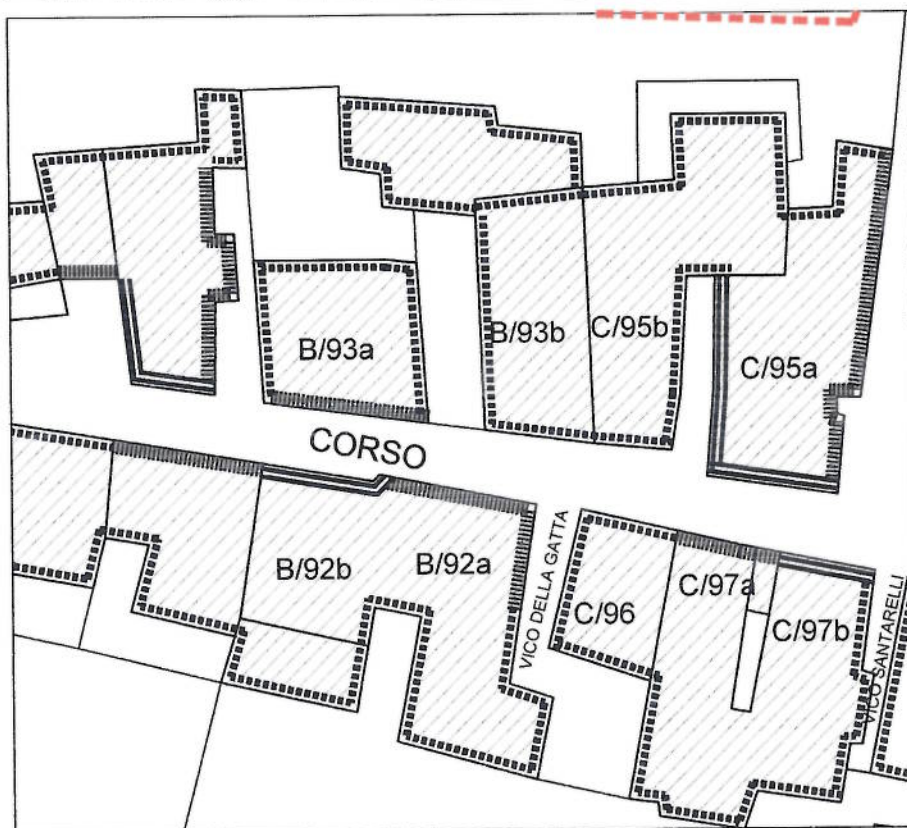 B/93a
B/93b
C/95b
C/95a
CORSO
B/92b
B/92a
VICO DELLA GATTA
C/96
C/97a
C/97b
VICO SANTARELLI